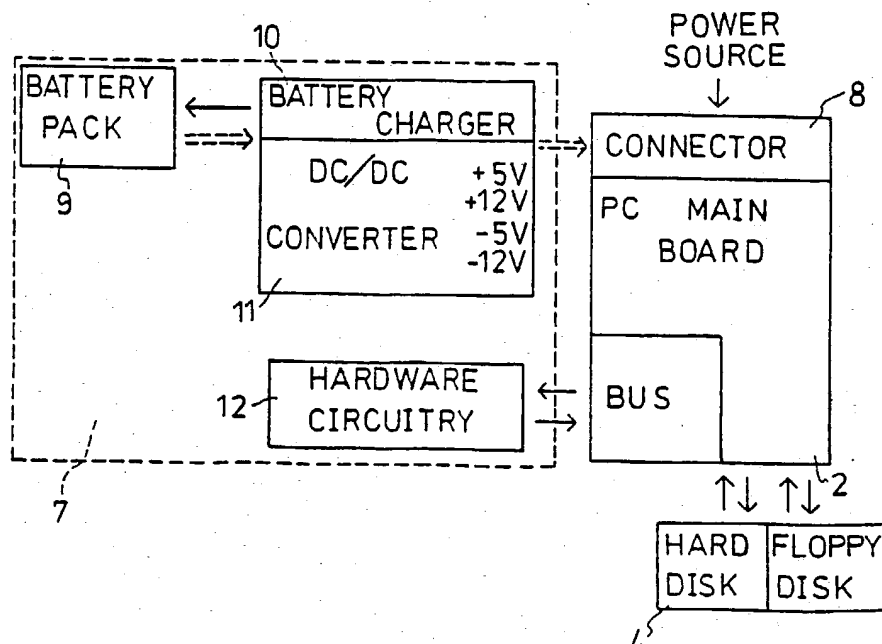 POWER
SOURCE
10
8
BATTERY
PACK
9
BATTERY
CHARGER
DC/DC
CONVERTER
+5V
+12V
-5V
-12V
11
CONNECTOR
PC MAIN
BOARD
BUS
12
HARDWARE
CIRCUITRY
7
2
HARD
DISK
FLOPPY
DISK